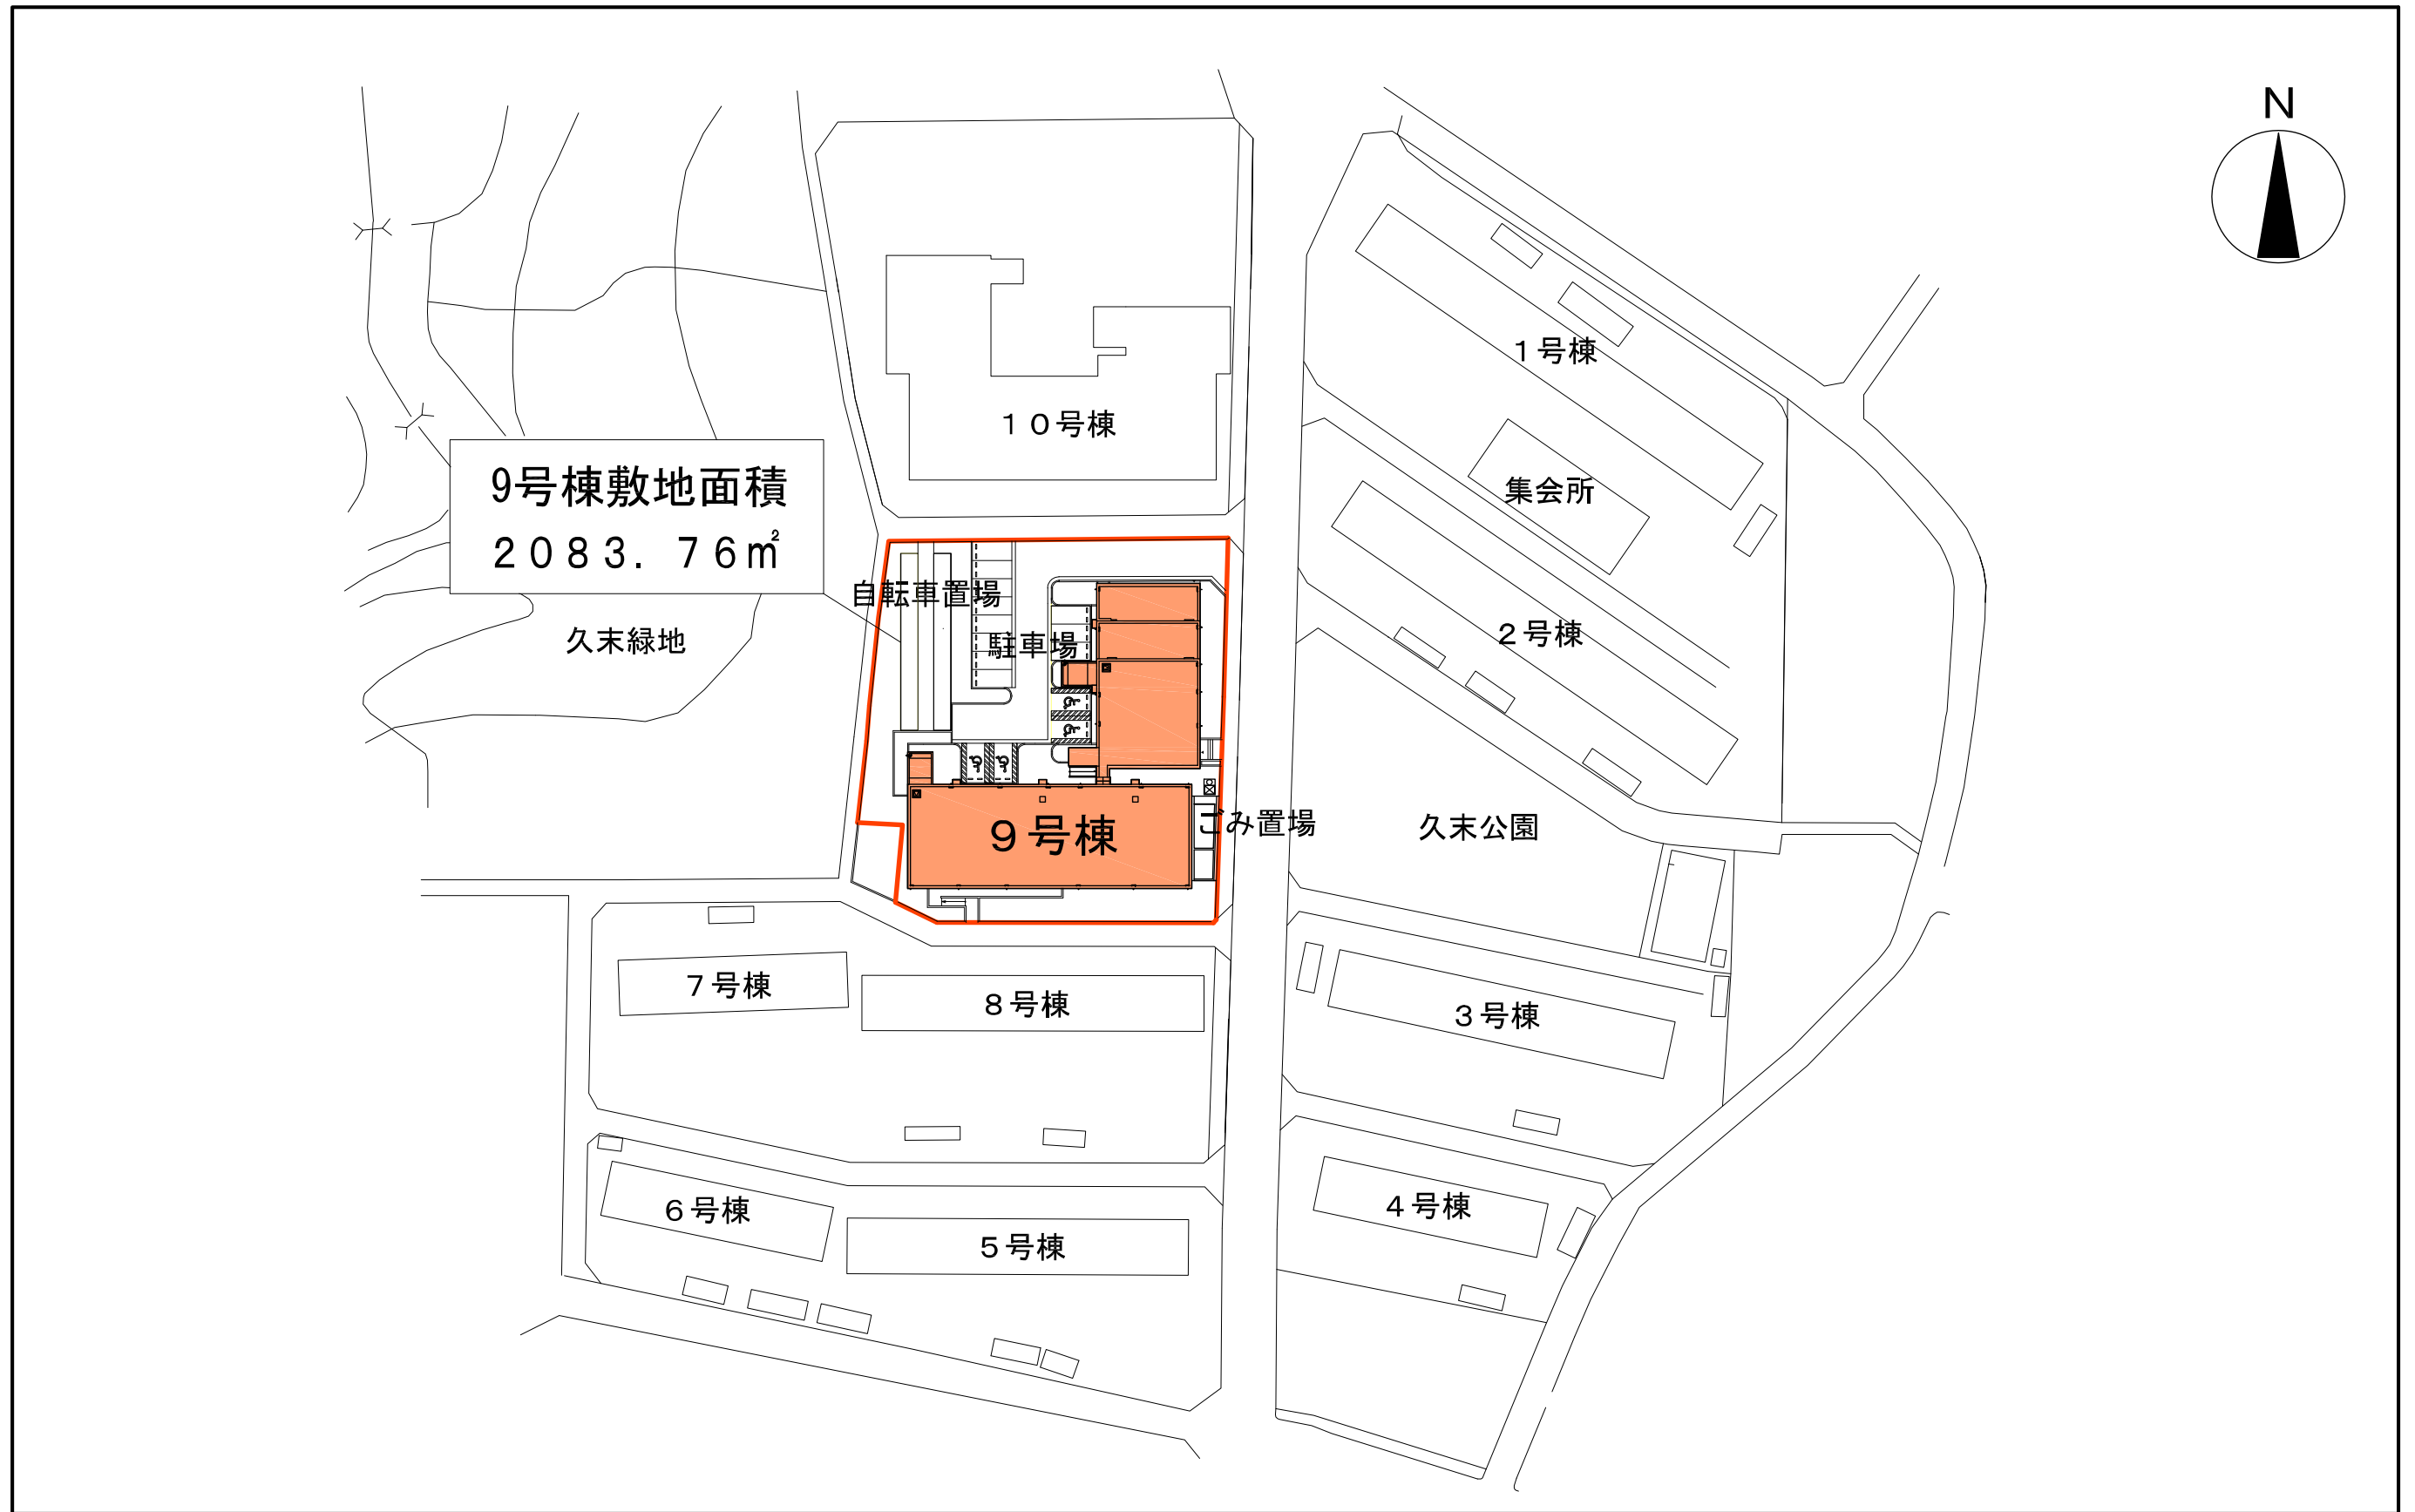 N
1号棟
10号棟
9号棟敷地面積
2083.76㎡
集会所
自転車置場
駐車場
2号棟
久末緑地
9号棟
ごみ置場
久末公園
7号棟
8号棟
3号棟
6号棟
5号棟
4号棟